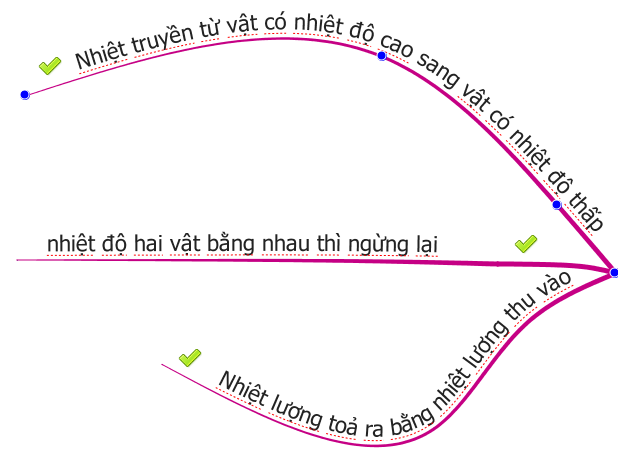 Nhiệt truyền từ vật có nhiệt độ cao sang vật có nhiệt độ thấp
nhiệt độ hai vật bằng nhau thì ngừng lại
Nhiệt lượng toả ra bằng nhiệt lượng thu vào